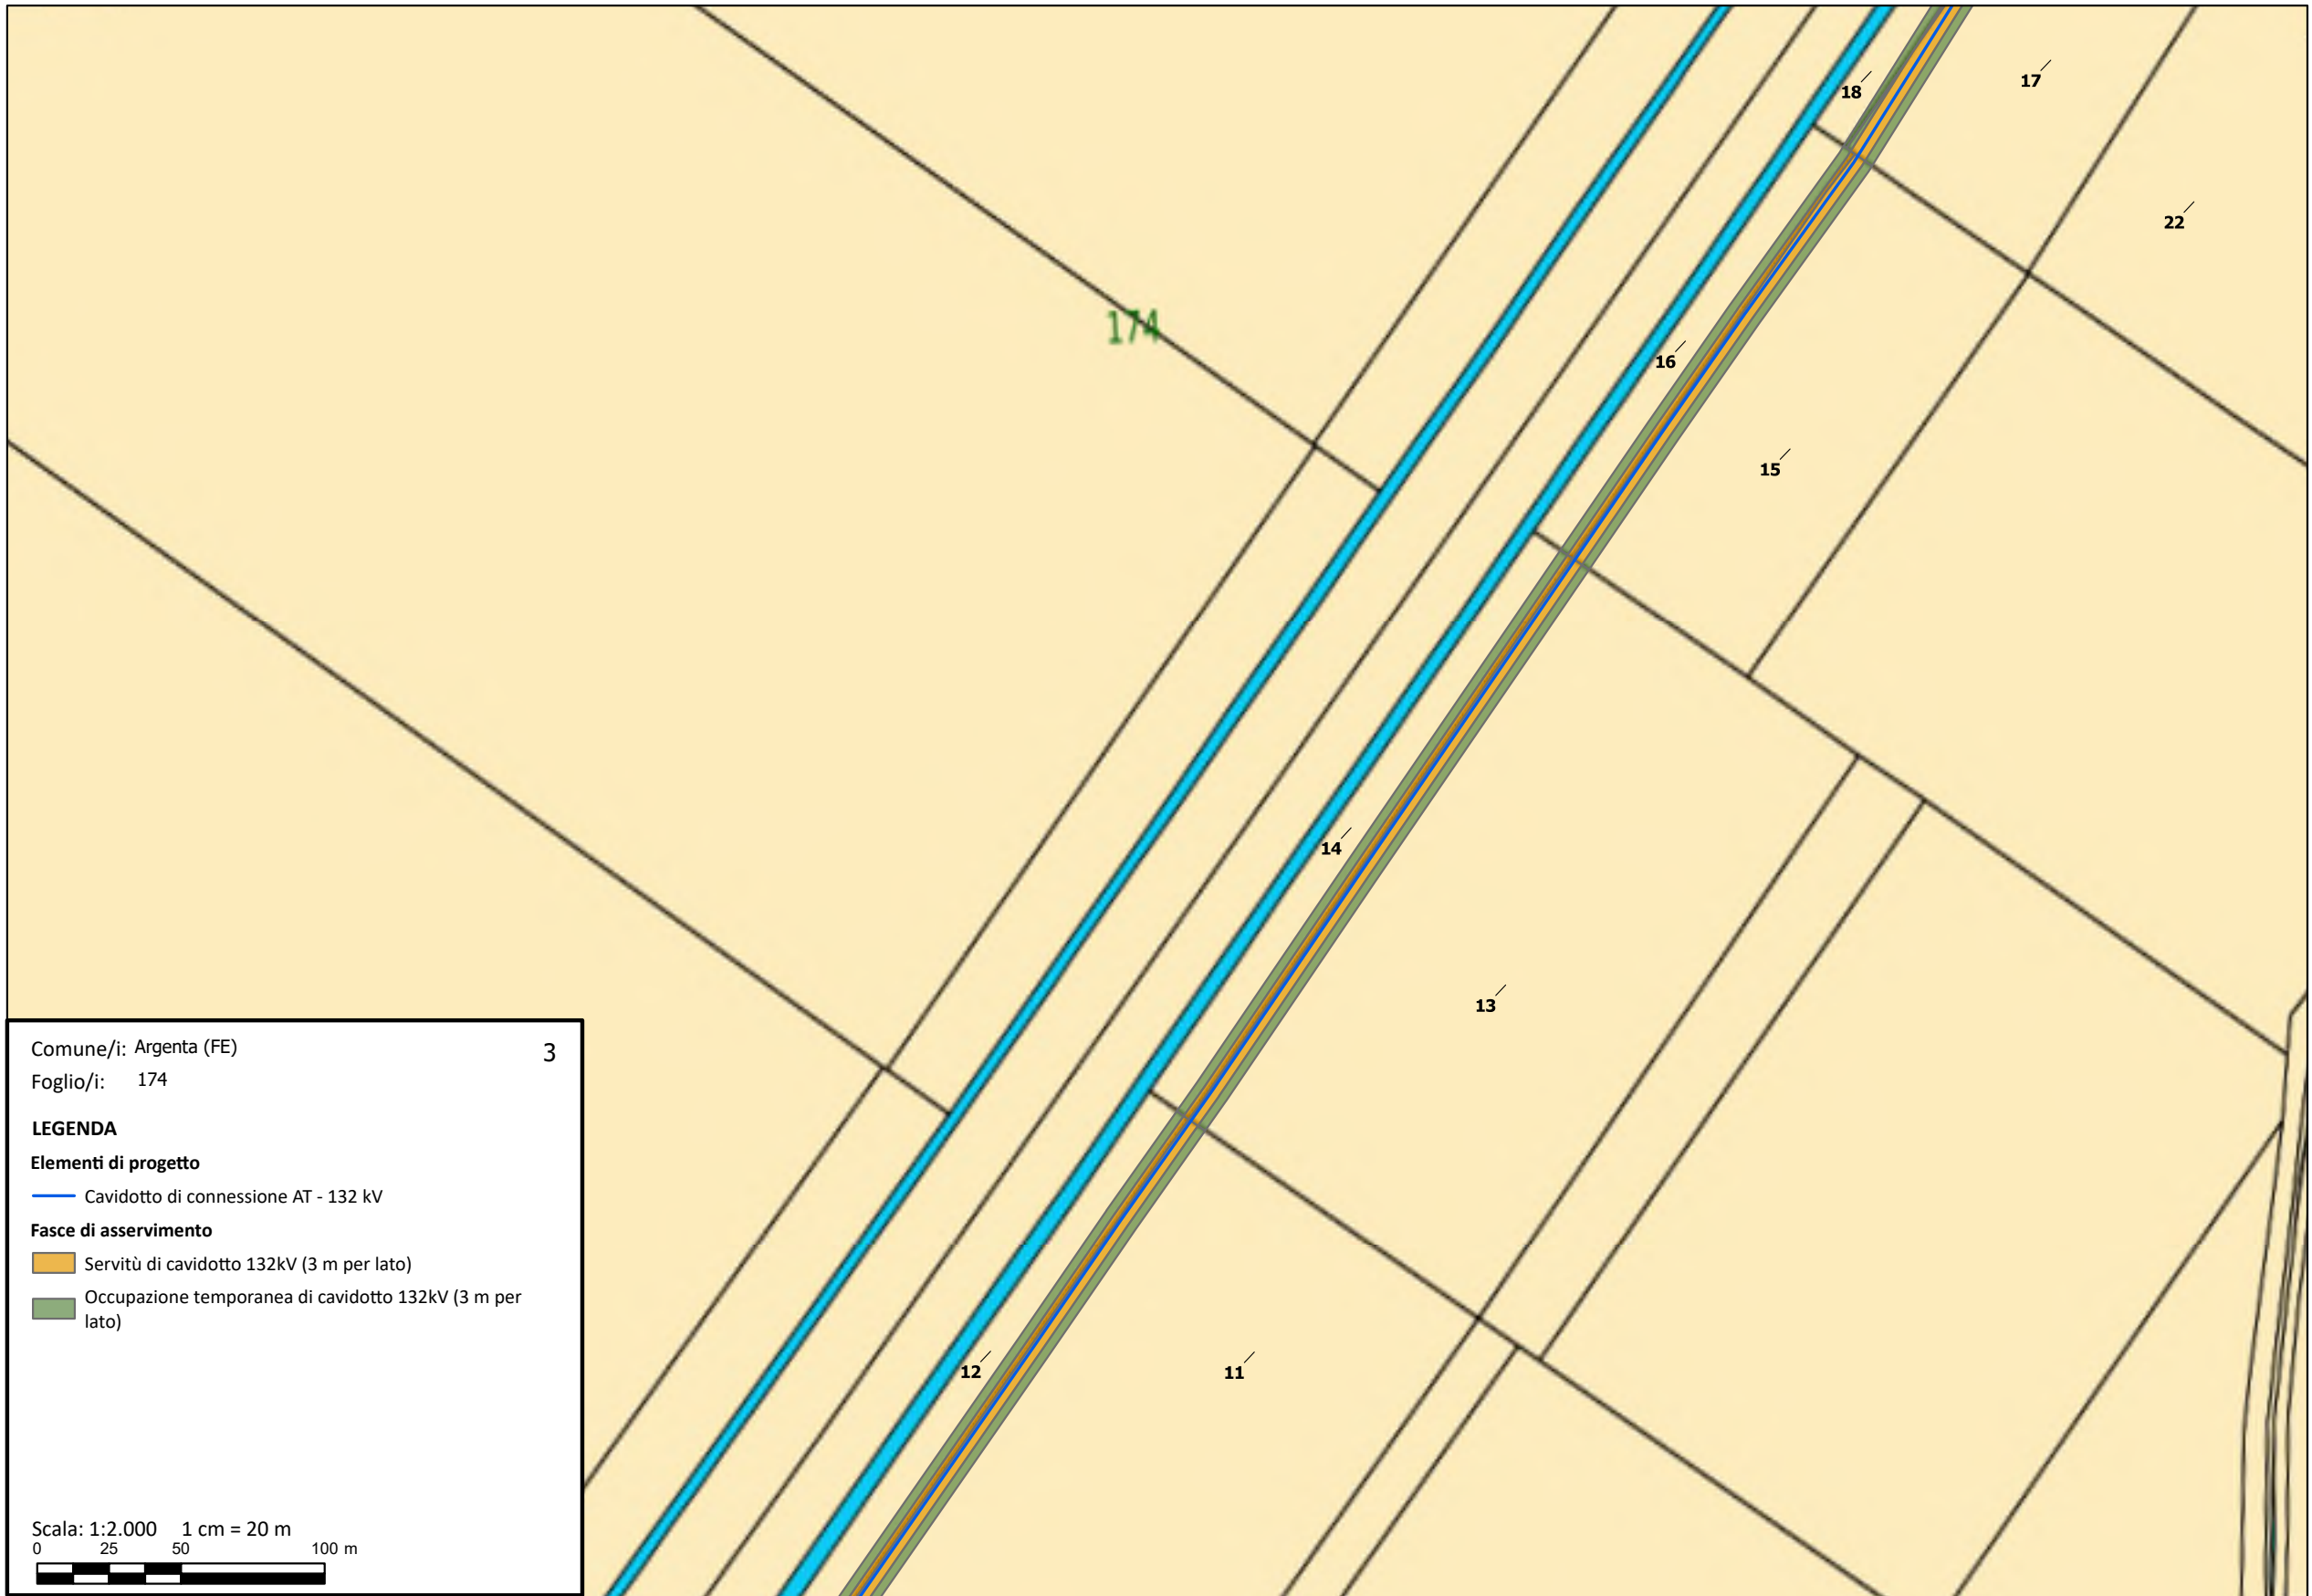 18
17
22
174
16
15
14
13
12
11
Comune/i: Argenta (FE)
3
Foglio/i: 174
LEGENDA
Elementi di progetto
Cavidotto di connessione AT - 132 kV
Fasce di asservimento
Servitù di cavidotto 132kV (3 m per lato)
Occupazione temporanea di cavidotto 132kV (3 m per
lato)
Scala: 1:2.000 1 cm = 20 m
0 25 50 100 m